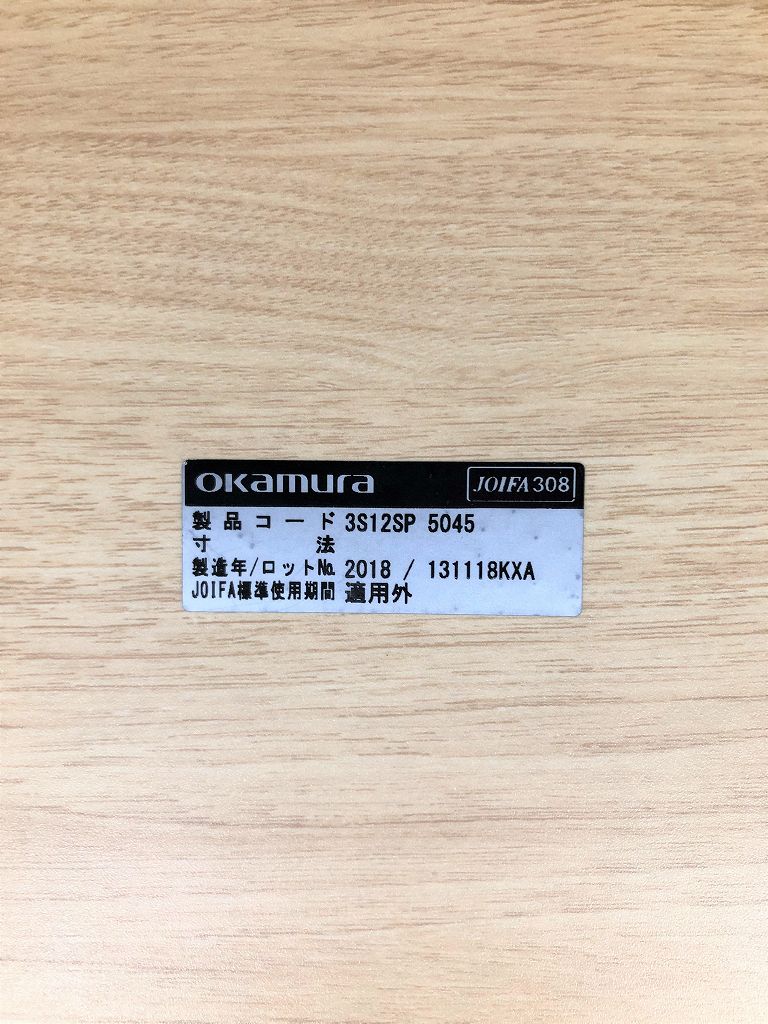 OKamura JOIFA308
製品コード 3S12SP 5045
寸法
製造年/ロット№ 2018 / 131118KXA
JOIFA標準使用期間 適用外